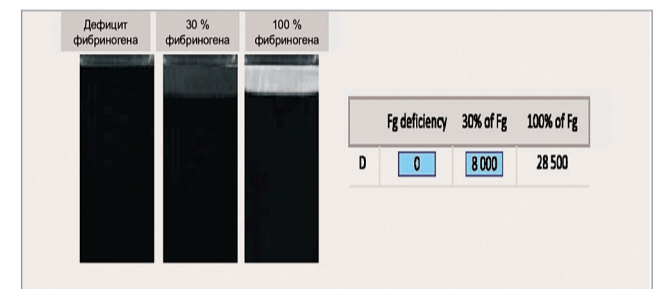 Дефицит фибриногена
30 % фибриногена
100 % фибриногена
Fg deficiency 30% of Fg 100% of Fg
D 0 8 000 28 500